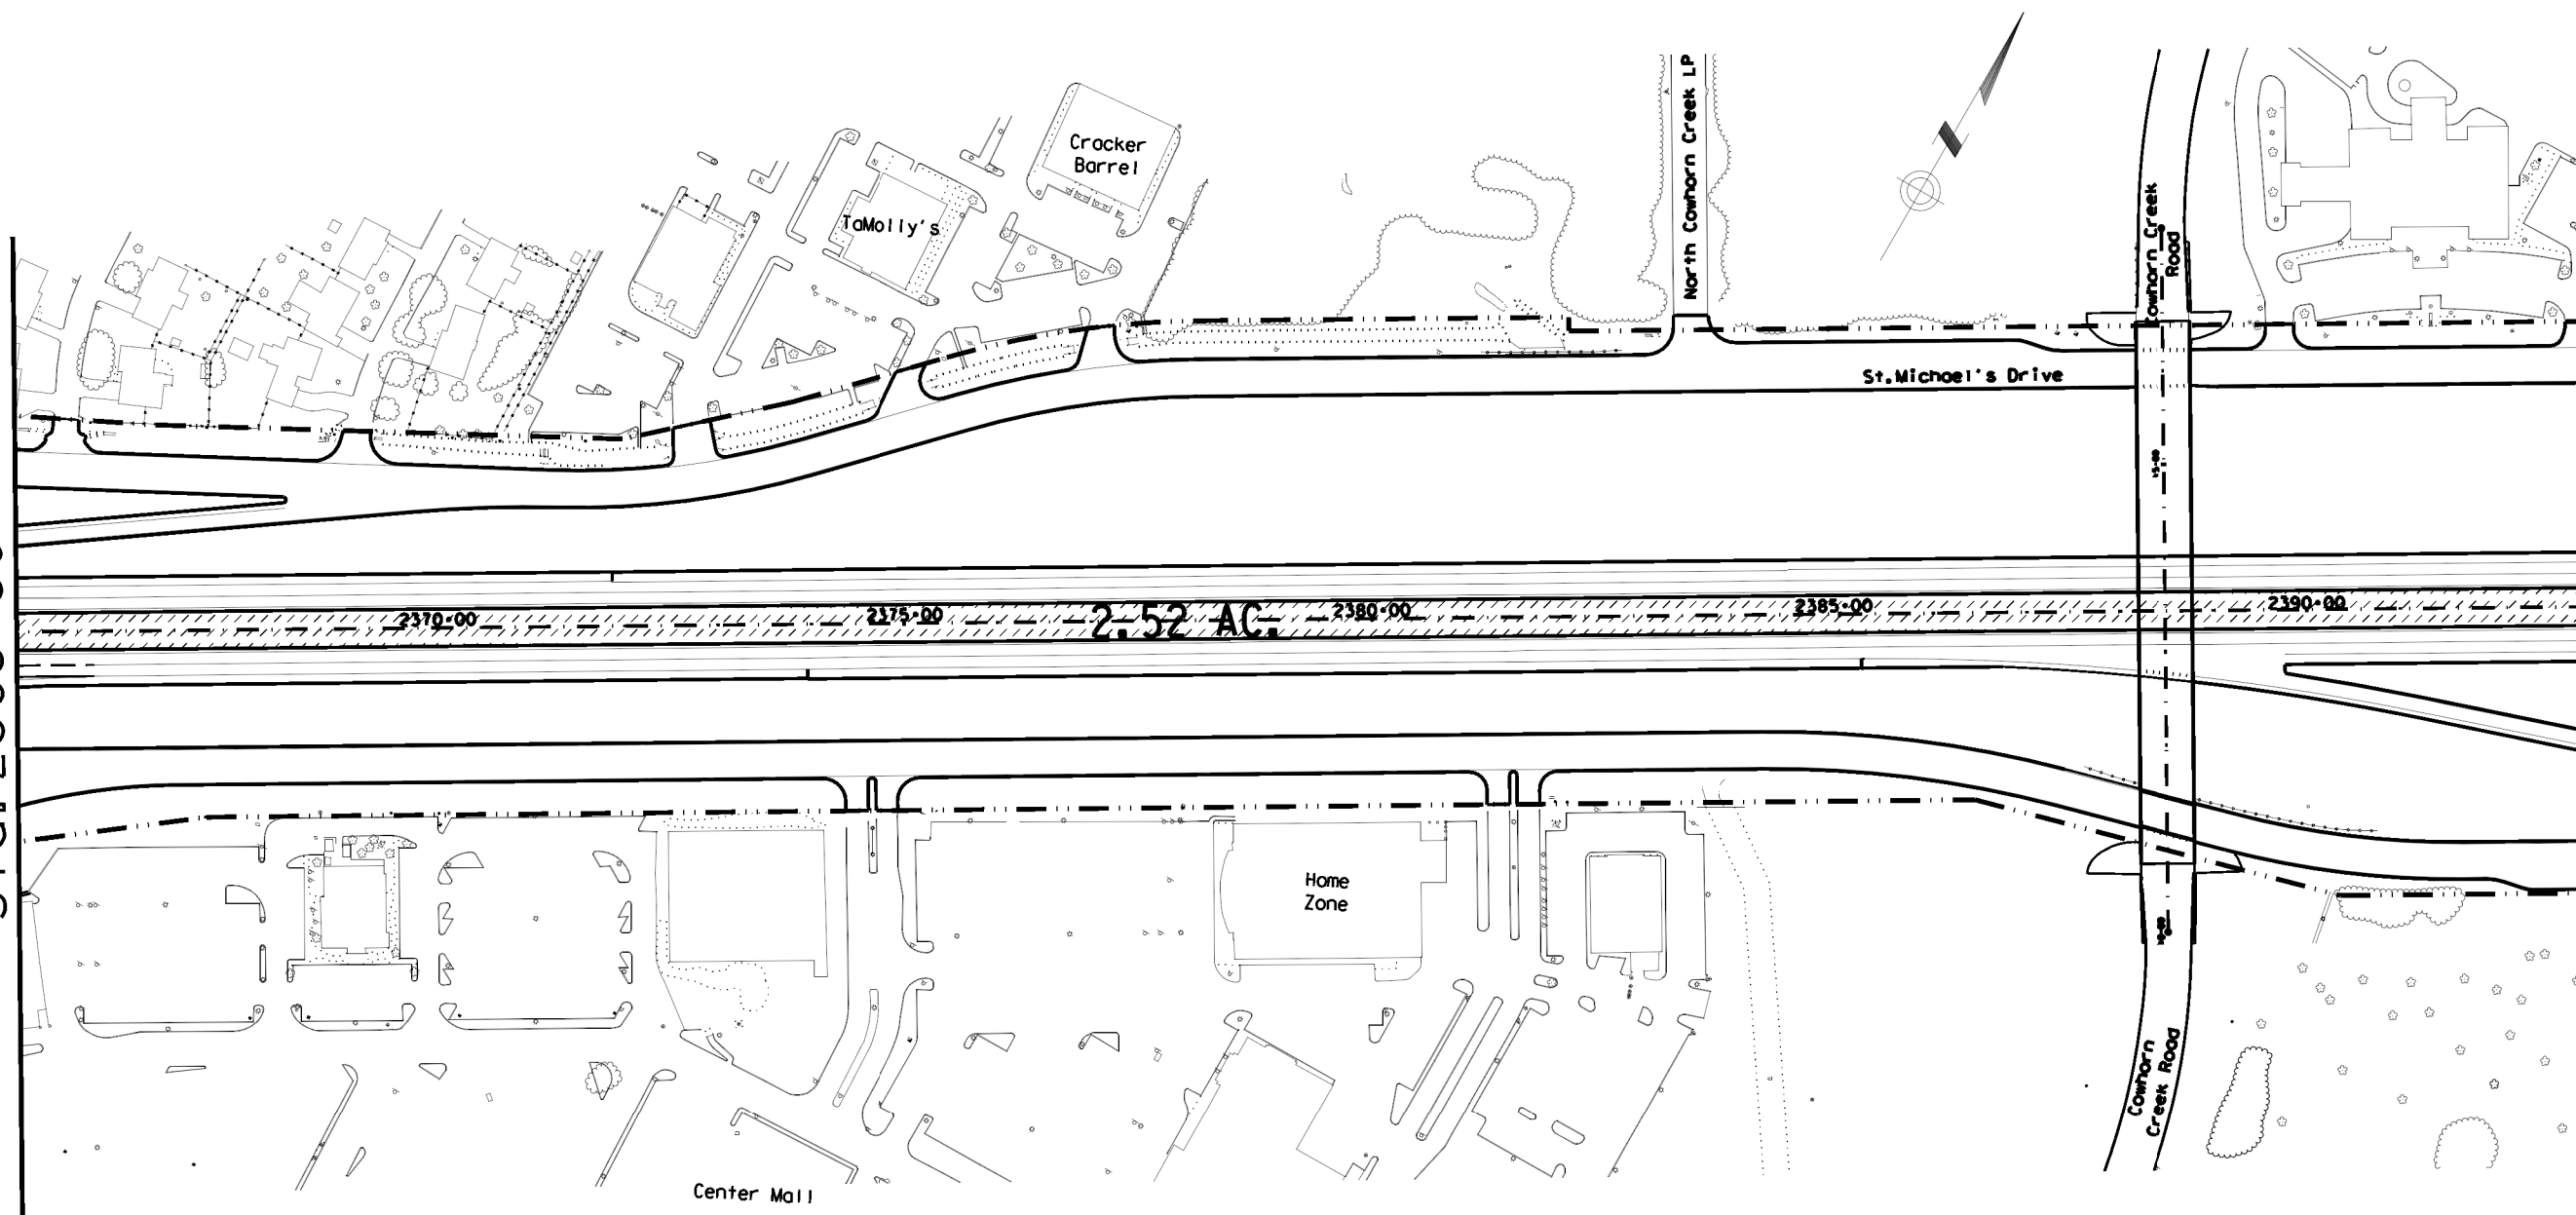 Cracker
Barrel
TaMolly's
North Cowhorn Creek LP
Cowhorn Creek
Road
St.Michael's Drive
2370+00
2375+00
2.52 AC.
2380+00
2385+00
2390+00
Home
Zone
Cowhorn
Creek Road
Center Mall